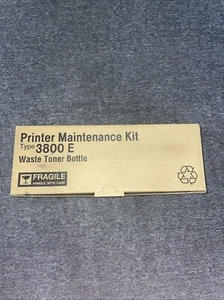 Printer Maintenance Kit
Type 3800 E
Waste Toner Bottle
FRAGILE
HANDLE WITH CARE